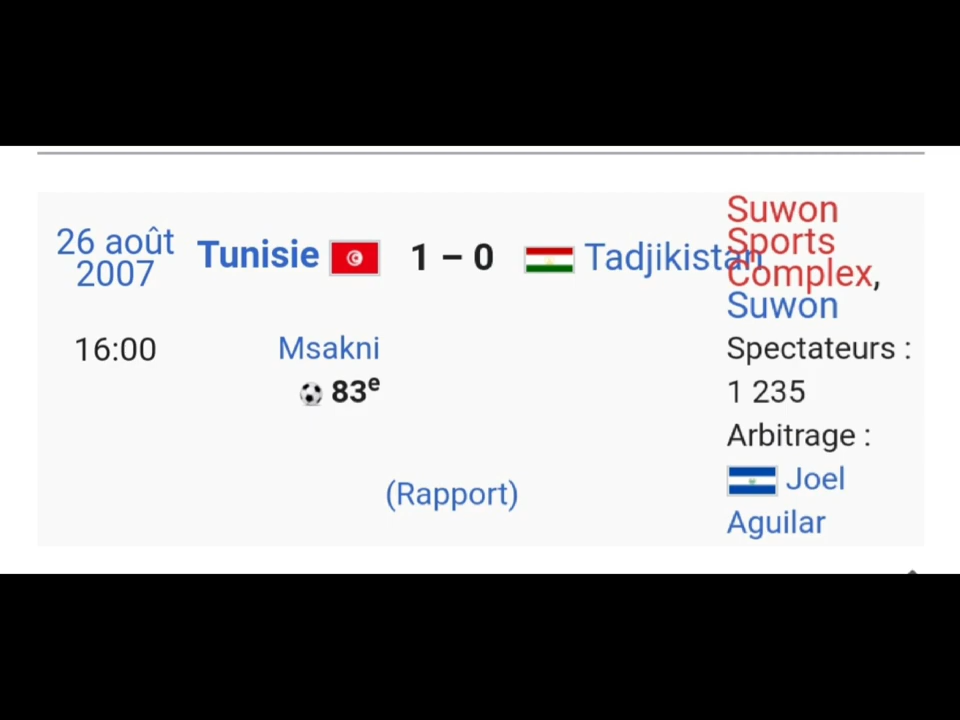 26 août
2007
Tunisie 1 – 0 Tadjikistan
Suwon
Sports
Complex,
Suwon
16:00
Msakni
83e
(Rapport)
Spectateurs :
1 235
Arbitrage :
Joel
Aguilar